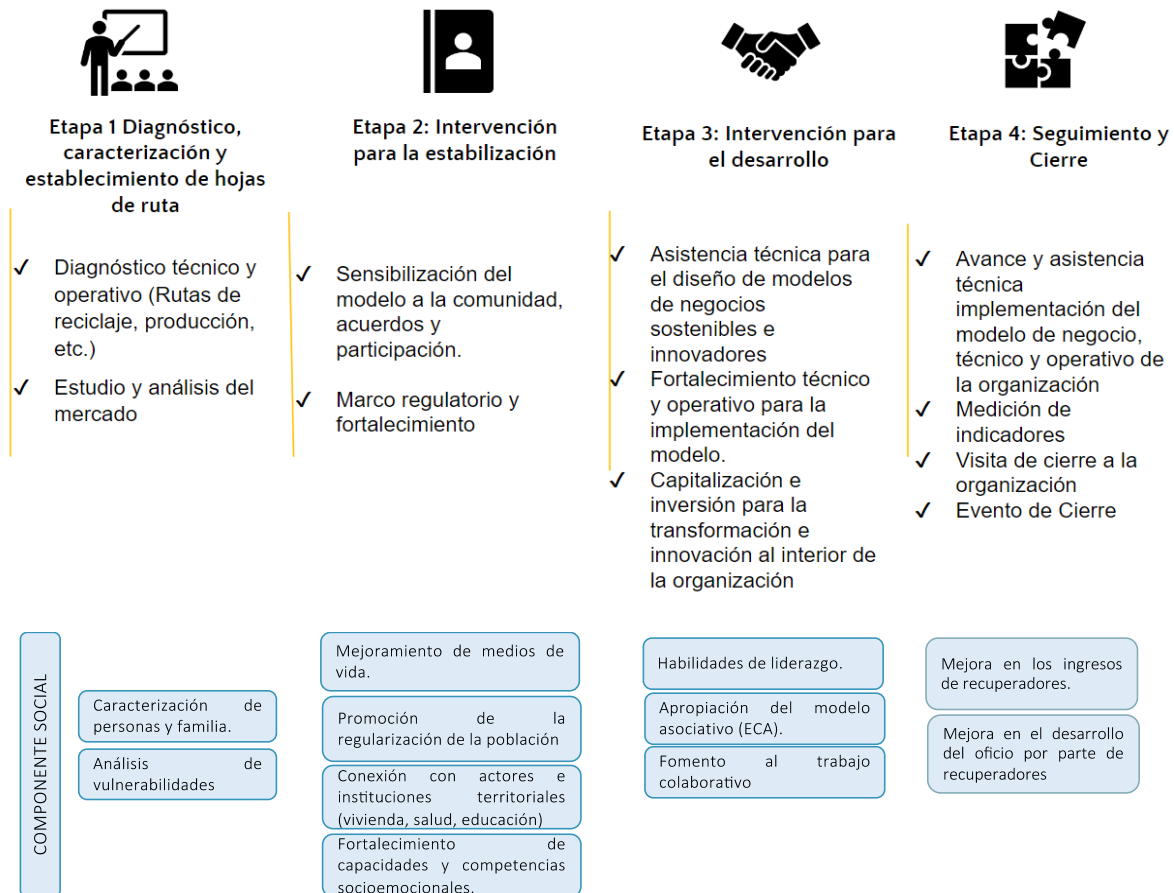 Etapa 1 Diagnóstico,
caracterización y
establecimiento de hojas
de ruta
✓ Diagnóstico técnico y
operativo (Rutas de
reciclaje, producción,
etc.)
✓ Estudio y análisis del
mercado
Etapa 2: Intervención
para la estabilización
✓ Sensibilización del
modelo a la comunidad,
acuerdos y
participación.
✓ Marco regulatorio y
fortalecimiento
Etapa 3: Intervención para
el desarrollo
✓ Asistencia técnica para
el diseño de modelos
de negocios
sostenibles e
innovadores
✓ Fortalecimiento técnico
y operativo para la
implementación del
modelo.
✓ Capitalización e
inversión para la
transformación e
innovación al interior de
la organización
Etapa 4: Seguimiento y
Cierre
✓ Avance y asistencia
técnica
implementación del
modelo de negocio,
técnico y operativo de
la organización
✓ Medición de
indicadores
✓ Visita de cierre a la
organización
✓ Evento de Cierre
COMPONENTE SOCIAL
Caracterización de
personas y familia.
Análisis de
vulnerabilidades
Mejoramiento de medios de
vida.
Promoción de la
regularización de la población
Conexión con actores e
instituciones territoriales
(vivienda, salud, educación)
Fortalecimiento de
capacidades y competencias
socioemocionales.
Habilidades de liderazgo.
Apropiación del modelo
asociativo (ECA).
Fomento al trabajo
colaborativo
Mejora en los ingresos
de recuperadores.
Mejora en el desarrollo
del oficio por parte de
recuperadores